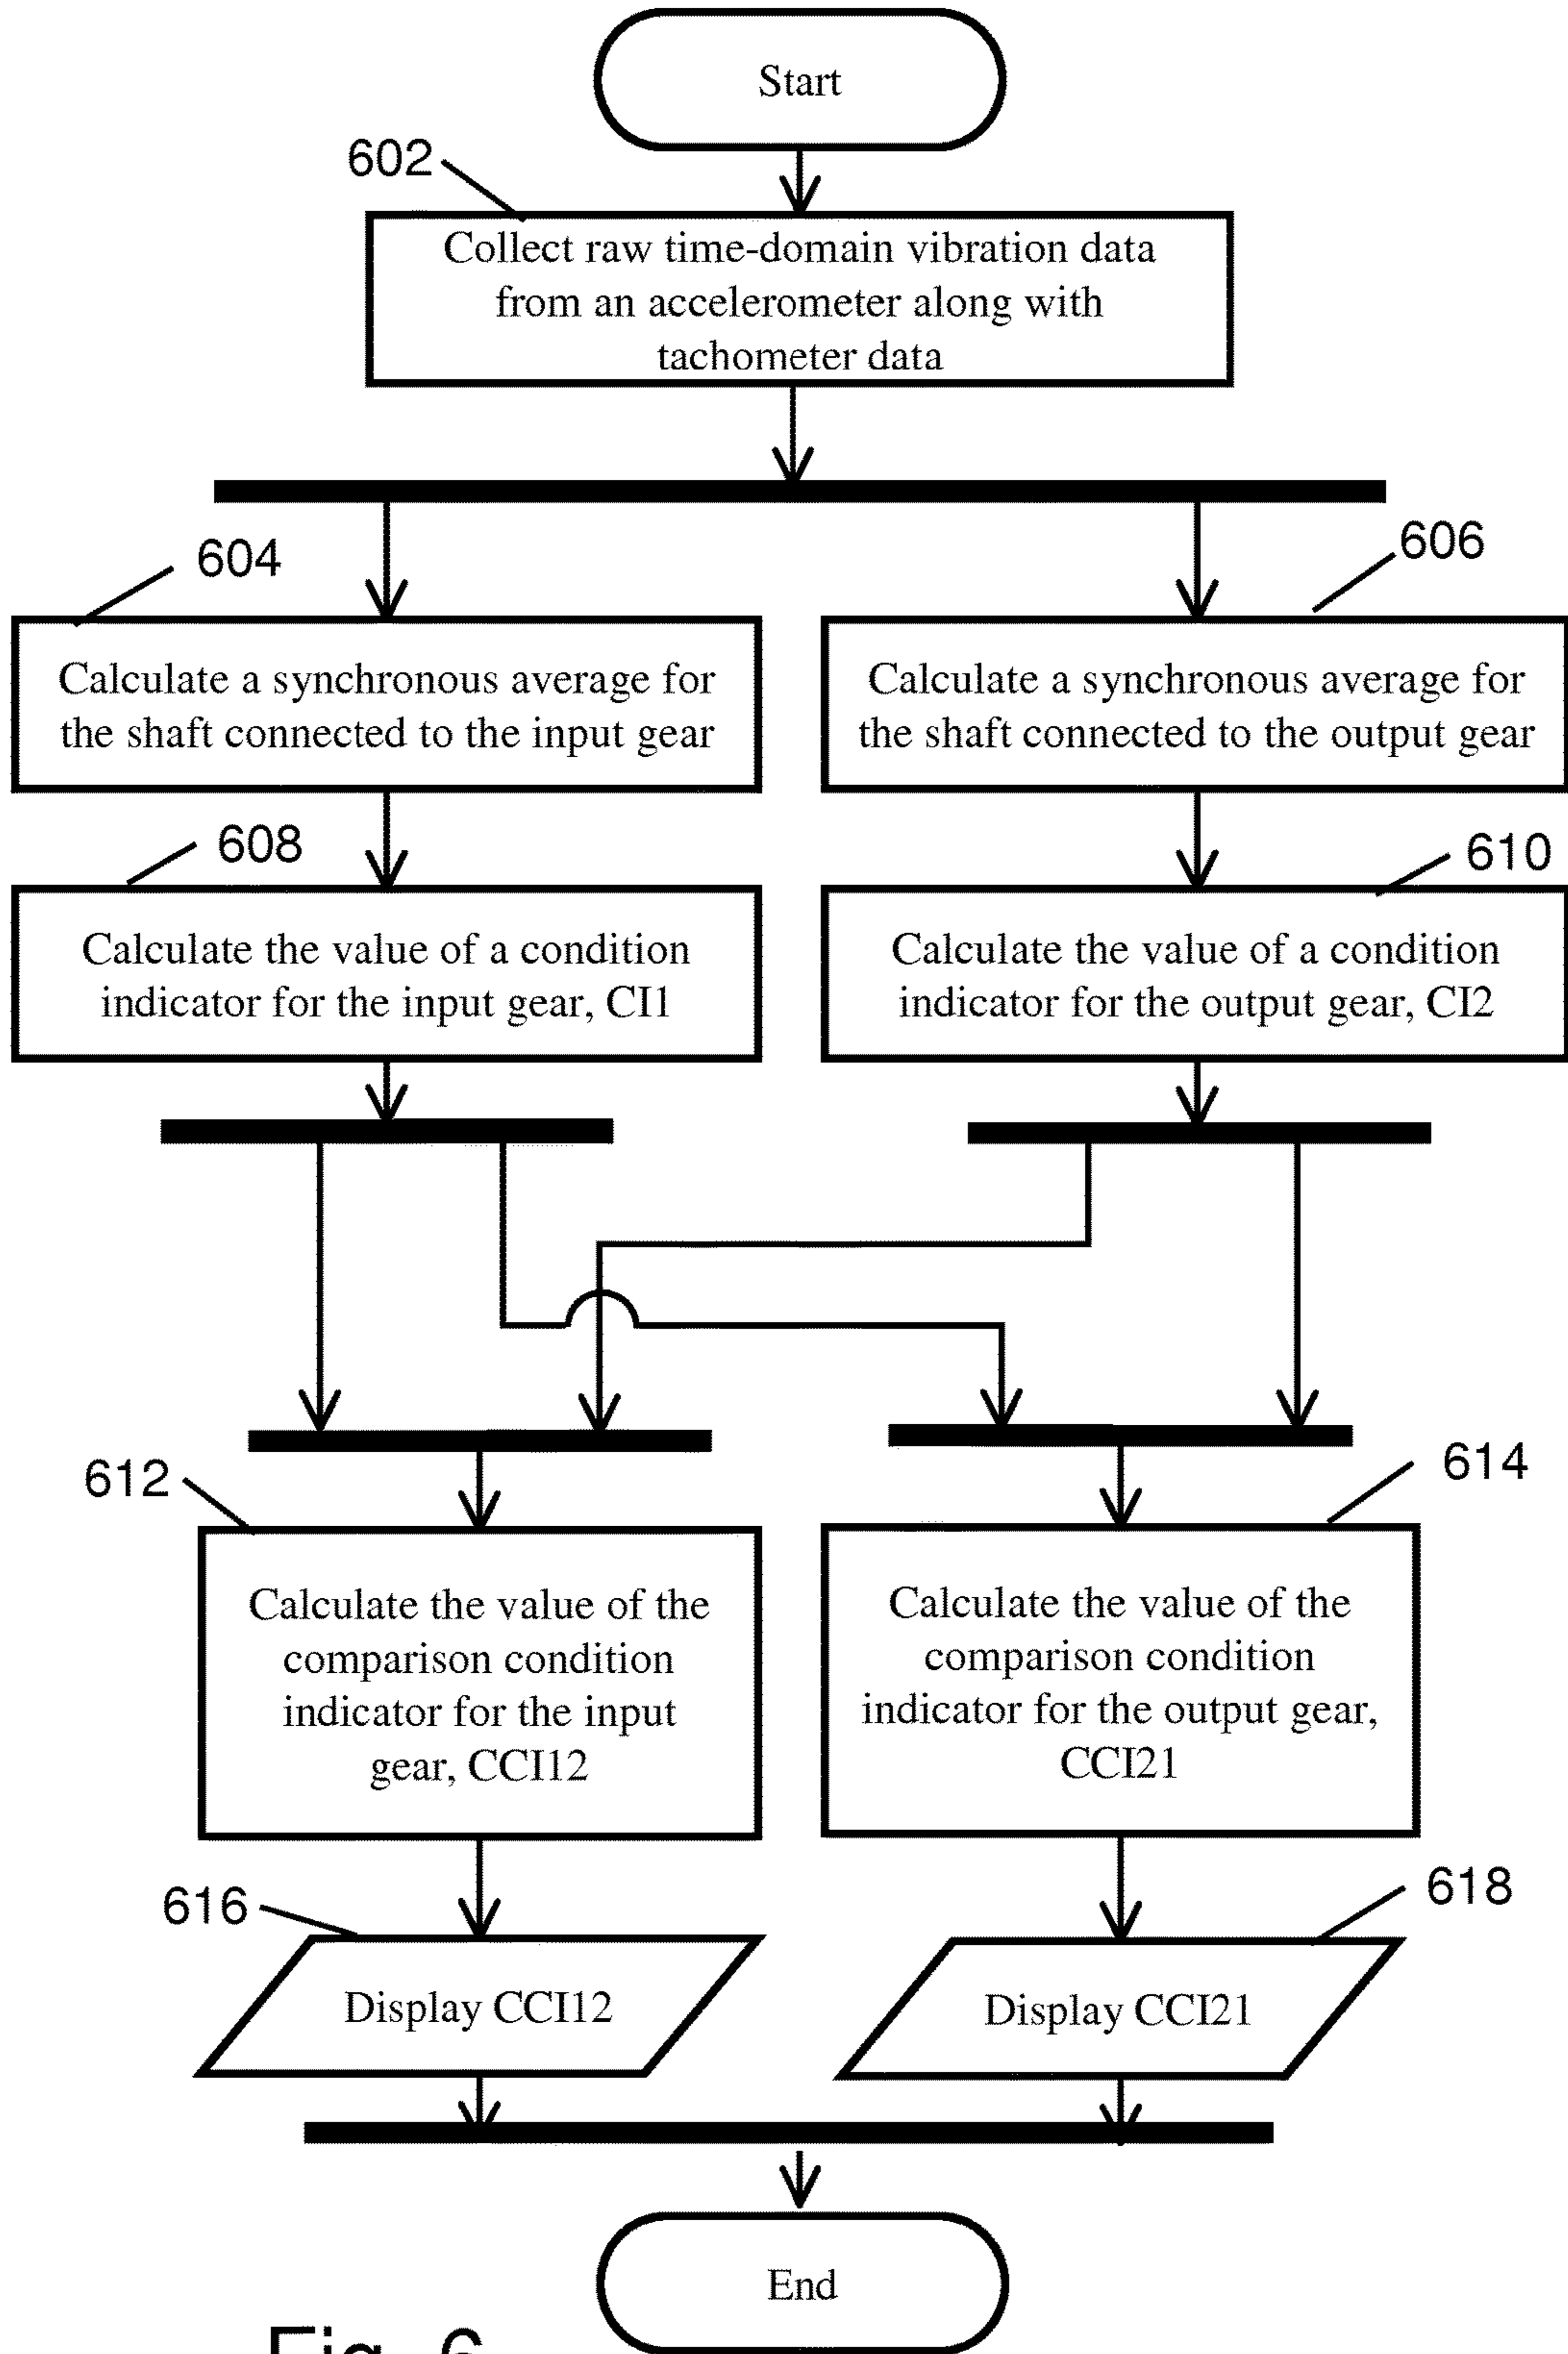 Start
602
Collect raw time-domain vibration data
from an accelerometer along with
tachometer data
604
606
Calculate a synchronous average for
the shaft connected to the input gear
Calculate a synchronous average for
the shaft connected to the output gear
608
610
Calculate the value of a condition
indicator for the input gear, CI1
Calculate the value of a condition
indicator for the output gear, CI2
612
614
Calculate the value of the
comparison condition
indicator for the input
gear, CCI12
Calculate the value of the
comparison condition
indicator for the output gear,
CCI21
616
618
Display CCI12
Display CCI21
End
Fig. 6